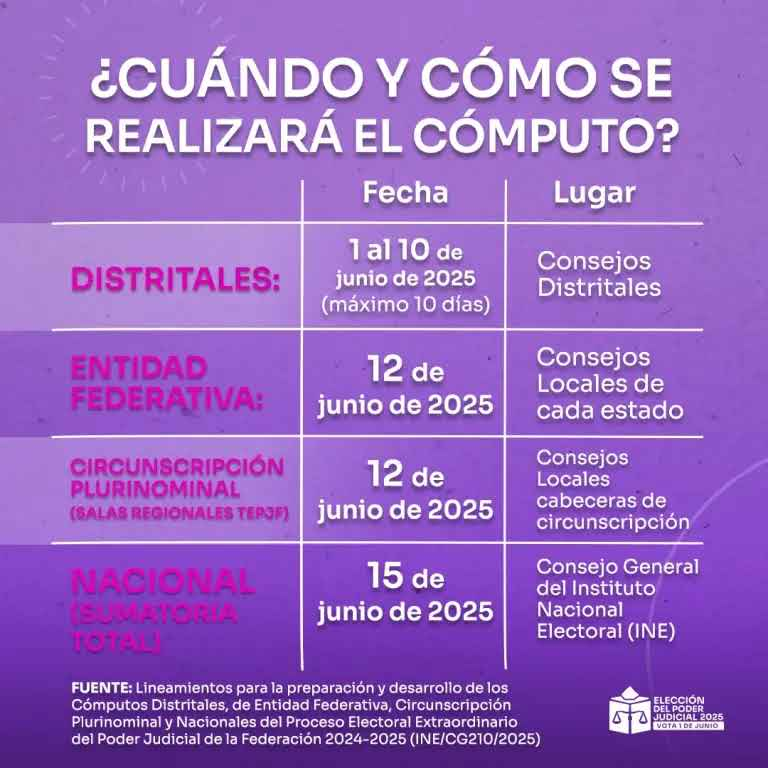 ¿CUÁNDO Y CÓMO SE
REALIZARÁ EL CÓMPUTO?
Fecha
Lugar
DISTRITALES:
1 al 10 de
junio de 2025
(máximo 10 días)
Consejos
Distritales
ENTIDAD
FEDERATIVA:
12 de
junio de 2025
Consejos
Locales de
cada estado
CIRCUNSCRIPCIÓN
PLURINOMINAL
(SALAS REGIONALES TEPJF)
12 de
junio de 2025
Consejos
Locales
cabeceras de
circunscripción
NACIONAL
(SUMATORIA
TOTAL)
15 de
junio de 2025
Consejo General
del Instituto
Nacional
Electoral (INE)
FUENTE: Lineamientos para la preparación y desarrollo de los
Cómputos Distritales, de Entidad Federativa, Circunscripción
Plurinominal y Nacionales del Proceso Electoral Extraordinario
del Poder Judicial de la Federación 2024-2025 (INE/CG210/2025)
ELECCIÓN
DEL PODER
JUDICIAL 2025
VOTA 1 DE JUNIO